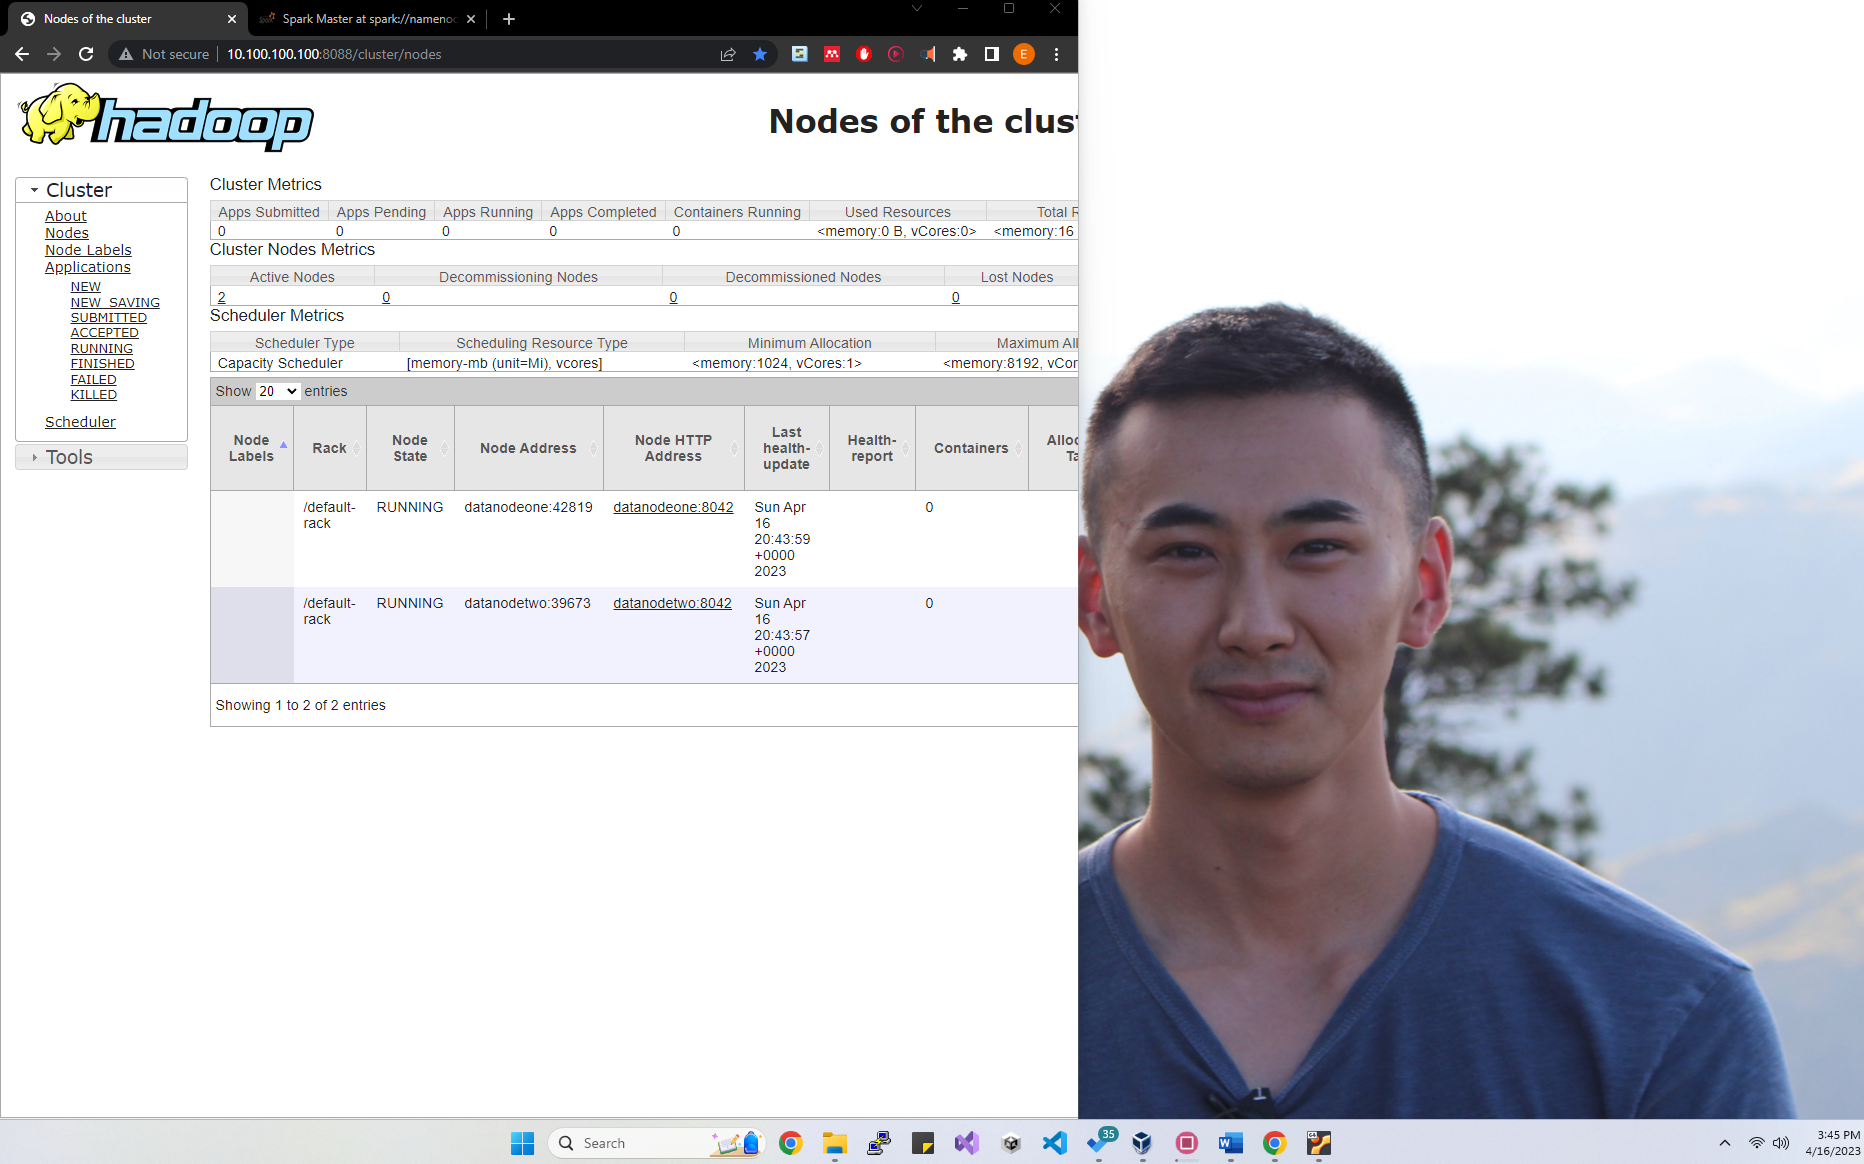 Nodes of the cluster
Spark Master at spark://nameno
Not secure
10.100.100.100:8088/cluster/nodes
E
hadoop
Nodes of the clus
Cluster
About
Nodes
Node Labels
Applications
NEW
NEW_SAVING
SUBMITTED
ACCEPTED
RUNNING
FINISHED
FAILED
KILLED
Scheduler
Tools
Cluster Metrics
Apps Submitted Apps Pending Apps Running Apps Completed Containers Running Used Resources Total R
0 0 0 0 0 <memory:0 B, vCores:0> <memory:16
Cluster Nodes Metrics
Active Nodes Decommissioning Nodes Decommissioned Nodes Lost Nodes
2 0 0 0
Scheduler Metrics
Scheduler Type Scheduling Resource Type Minimum Allocation Maximum All
Capacity Scheduler [memory-mb (unit=Mi), vcores] <memory:1024, vCores:1> <memory:8192, vCor
Show 20 entries
Node Labels Rack Node State Node Address Node HTTP Address Last health-update Health-report Containers Alloc Ta
/default-rack RUNNING datanodeone:42819 datanodeone:8042 Sun Apr 16 20:43:59 +0000 2023 0
/default-rack RUNNING datanodetwo:39673 datanodetwo:8042 Sun Apr 16 20:43:57 +0000 2023 0
Showing 1 to 2 of 2 entries
Search
35
3:45 PM
4/16/2023